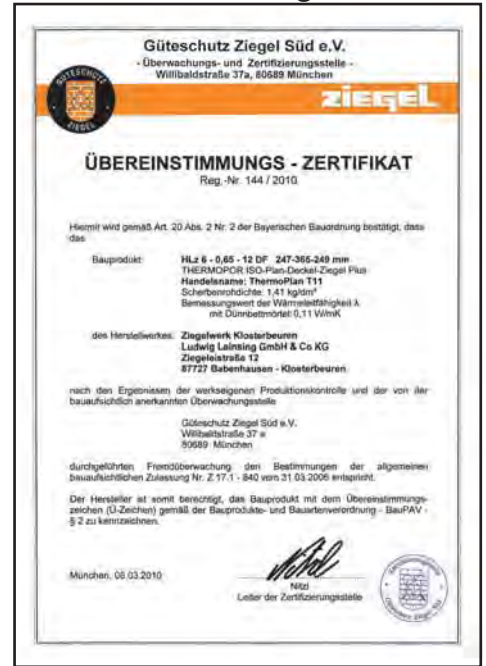 Güteschutz Ziegel Süd e.V.
- Überwachungs- und Zertifizierungsstelle -
Willibaldstraße 37a, 80689 München
GÜTESCHUTZ
ZIEGEL
ziegel
ÜBEREINSTIMMUNGS - ZERTIFIKAT
Reg.-Nr. 144 / 2010
Hiermit wird gemäß Art. 20 Abs. 2 Nr. 2 der Bayerischen Bauordnung bestätigt, dass
das
Bauprodukt: HLz 6 - 0,65 - 12 DF 247-365-249 mm
THERMOPOR ISO-Plan-Deckel-Ziegel Plus
Handelsname: ThermoPlan T11
Scherbenrohdichte: 1,41 kg/dm³
Bemessungswert der Wärmeleitfähigkeit λ
mit Dünnbettmörtel: 0,11 W/mK
des Herstellwerkes: Ziegelwerk Klosterbeuren
Ludwig Leinsing GmbH & Co KG
Ziegeleistraße 12
87727 Babenhausen - Klosterbeuren
nach den Ergebnissen der werkseigenen Produktionskontrolle und der von der
bauaufsichtlich anerkannten Überwachungsstelle
Güteschutz Ziegel Süd e.V.
Willibaldstraße 37 a
80689 München
durchgeführten Fremdüberwachung den Bestimmungen der allgemeinen
bauaufsichtlichen Zulassung Nr. Z 17.1 - 840 vom 31.03.2006 entspricht.
Der Hersteller ist somit berechtigt, das Bauprodukt mit dem Übereinstimmungs-
zeichen (Ü-Zeichen) gemäß der Bauprodukte- und Bauartenverordnung - BauPAV -
§ 2 zu kennzeichnen.
München, 08.03.2010
Nitzl
Leiter der Zertifizierungsstelle